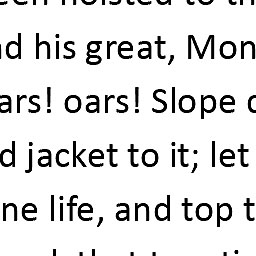 een hoisted to th
d his great, Mon
ars! oars! Slope
d jacket to it; let
ne life, and top t